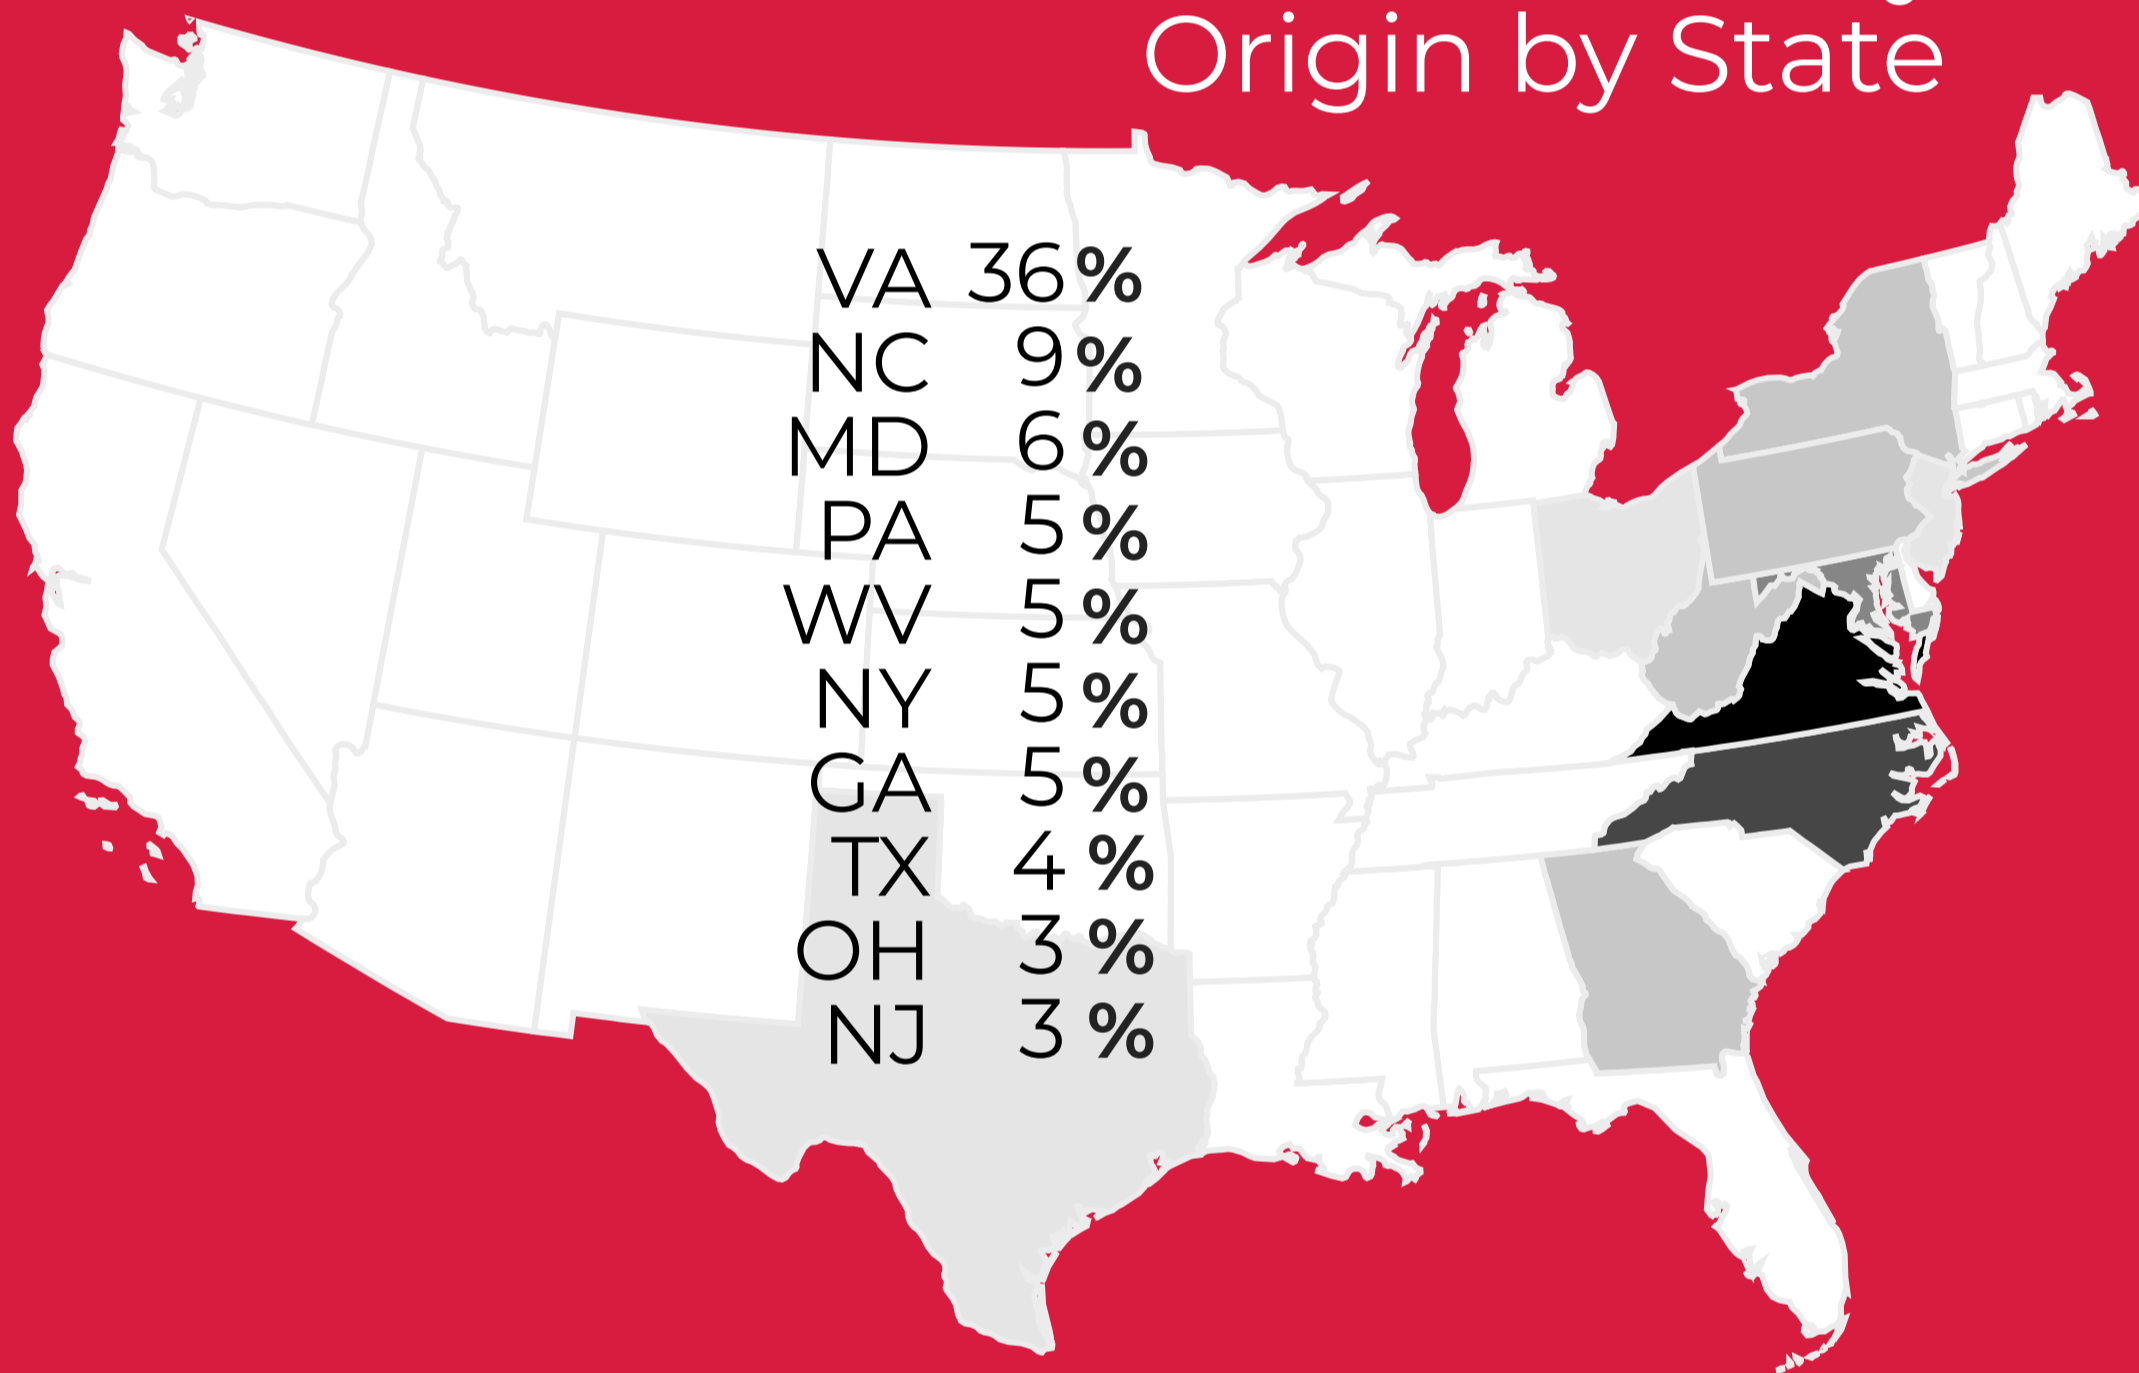 Origin by State
VA 36%
NC 9%
MD 6%
PA 5%
WV 5%
NY 5%
GA 5%
TX 4%
OH 3%
NJ 3%